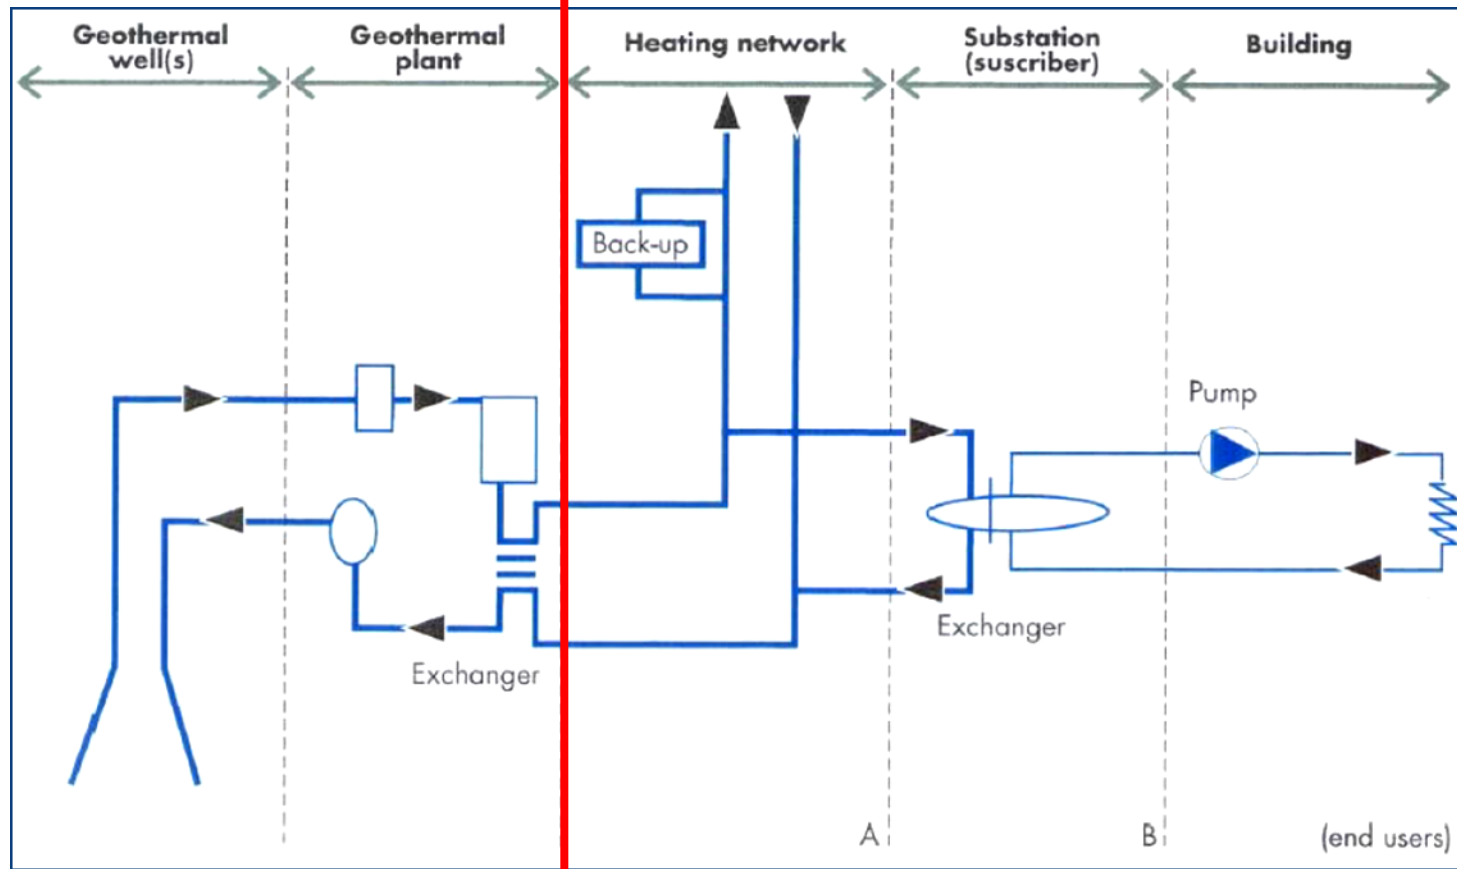 Geothermal
well(s)
Geothermal
plant
Heating network
Substation
(suscriber)
Building
Back-up
Pump
Exchanger
Exchanger
A
B
(end users)